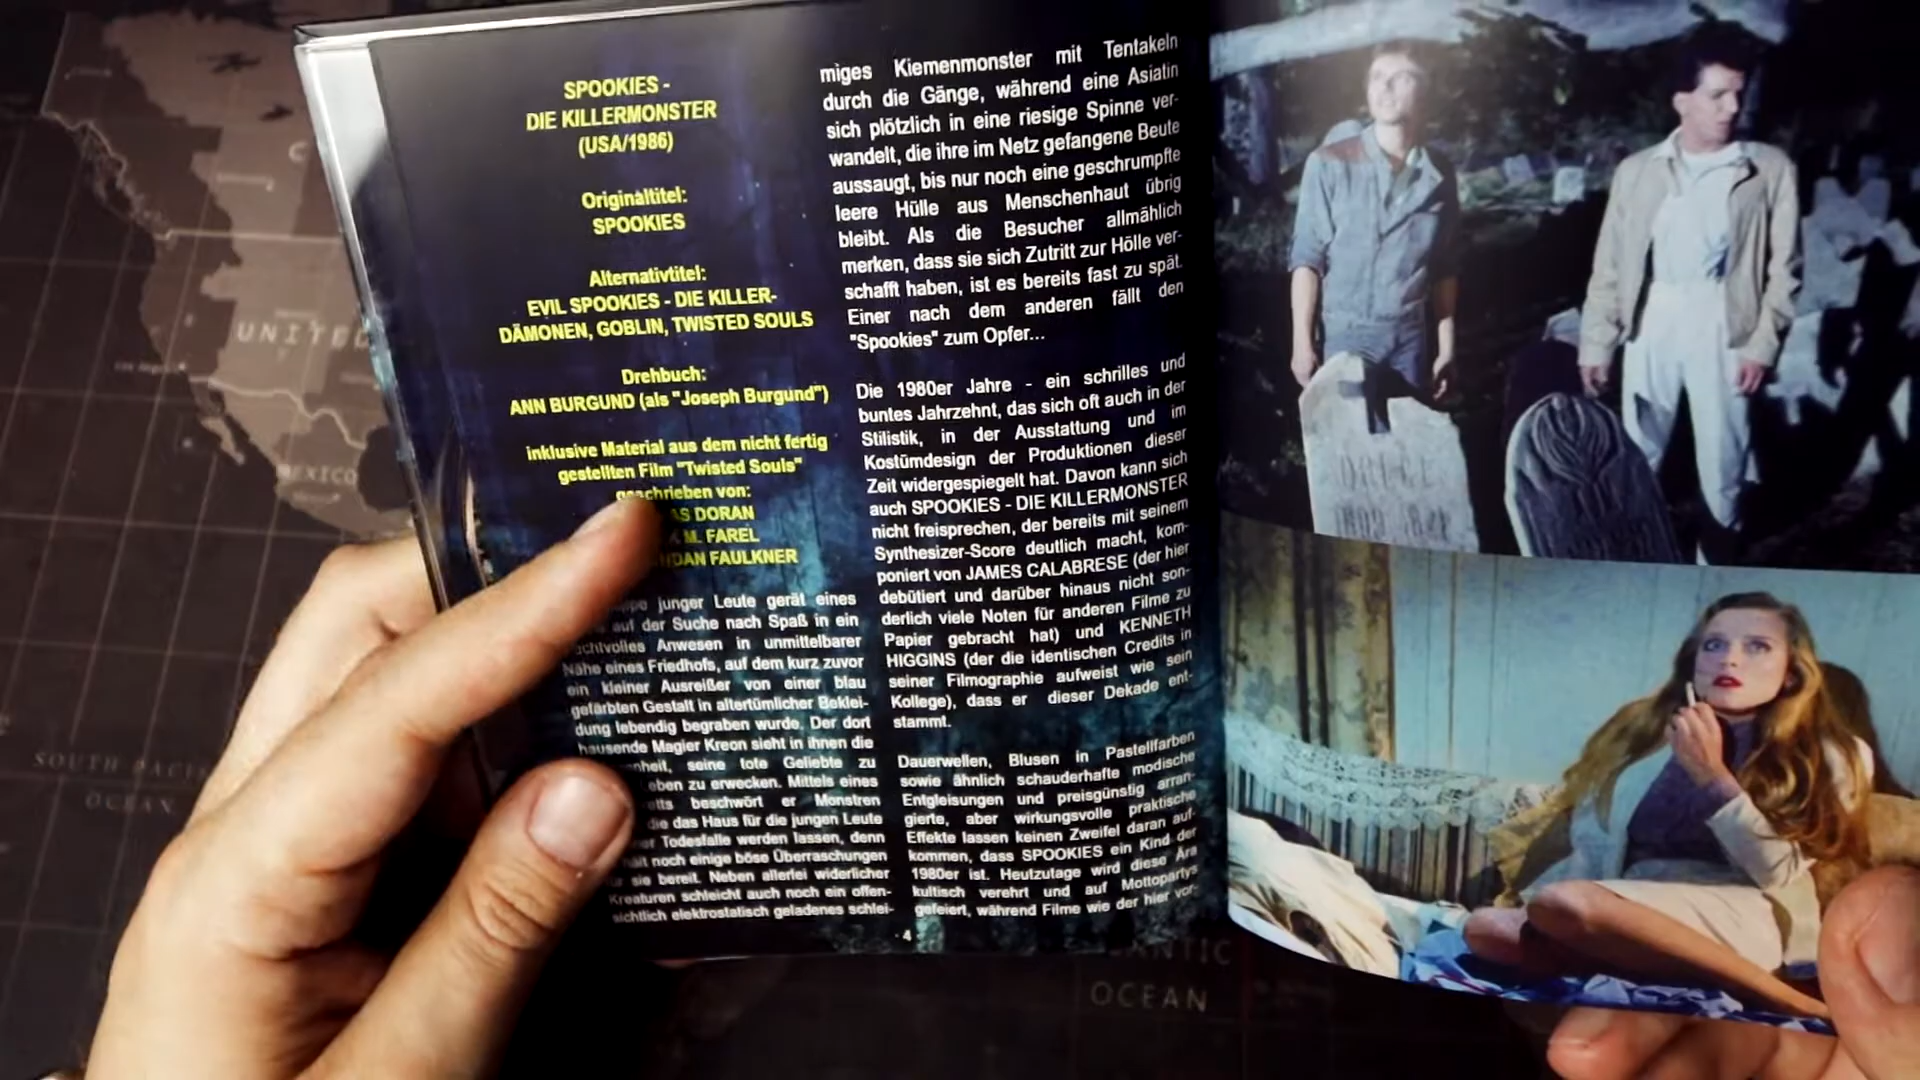 SPOOKIES -
DIE KILLERMONSTER
(USA/1986)
Originaltitel:
SPOOKIES
Alternativtitel:
EVIL SPOOKIES - DIE KILLER-
DÄMONEN, GOBLIN, TWISTED SOULS
Drehbuch:
ANN BURGUND (als "Joseph Burgund")
inklusive Material aus dem nicht fertig
gestellten Film "Twisted Souls"
geschrieben von:
DORAN
M. FAREL
FAULKNER
junger Leute gerät eines
auf der Suche nach Spaß in ein
Anwesen in unmittelbarer
Nähe eines Friedhofs, auf dem kurz zuvor
ein kleiner Ausreißer von einer blau
gefärbten Gestalt in altertümlicher Beklei-
dung lebendig begraben wurde. Der dort
hausende Magier Kreon sieht in ihnen die
seine tote Geliebte zu
zu erwecken. Mittels eines
beschwört er Monstren
die das Haus für die jungen Leute
Todesfalle werden lassen, denn
noch einige böse Überraschungen
sie bereit. Neben allerlei widerlicher
Kreaturen schleicht auch noch ein offen-
sichtlich elektrostatisch geladenes schlei-
miges Kiemenmonster mit Tentakeln
durch die Gänge, während eine Asiatin
sich plötzlich in eine riesige Spinne ver-
wandelt, die ihre im Netz gefangene Beute
aussaugt, bis nur noch eine geschrumpfte
leere Hülle aus Menschenhaut übrig
bleibt. Als die Besucher allmählich
merken, dass sie sich Zutritt zur Hölle ver-
schafft haben, ist es bereits fast zu spät.
Einer nach dem anderen fällt den
"Spookies" zum Opfer...
Die 1980er Jahre - ein schrilles und
buntes Jahrzehnt, das sich oft auch in der
Stilistik, in der Ausstattung und im
Kostümdesign der Produktionen dieser
Zeit widergespiegelt hat. Davon kann sich
auch SPOOKIES - DIE KILLERMONSTER
nicht freisprechen, der bereits mit seinem
Synthesizer-Score deutlich macht, kom-
poniert von JAMES CALABRESE (der hier
debütiert und darüber hinaus nicht son-
derlich viele Noten für anderen Filme zu
Papier gebracht hat) und KENNETH
HIGGINS (der die identischen Credits in
seiner Filmografie aufweist wie sein
Kollege), dass er dieser Dekade ent-
stammt.
Dauerwellen, Blusen in Pastellfarben
sowie ähnlich schauderhafte modische
Entgleisungen und preisgünstig arran-
gierte, aber wirkungsvolle praktische
Effekte lassen keinen Zweifel daran auf-
kommen, dass SPOOKIES ein Kind der
1980er ist. Heutzutage wird diese Ära
kultisch verehrt und auf Mottopartys
gefeiert, während Filme wie der hier vor-
4
UNITED
MEXICO
SOUTH PACIFIC
OCEAN
OCEAN